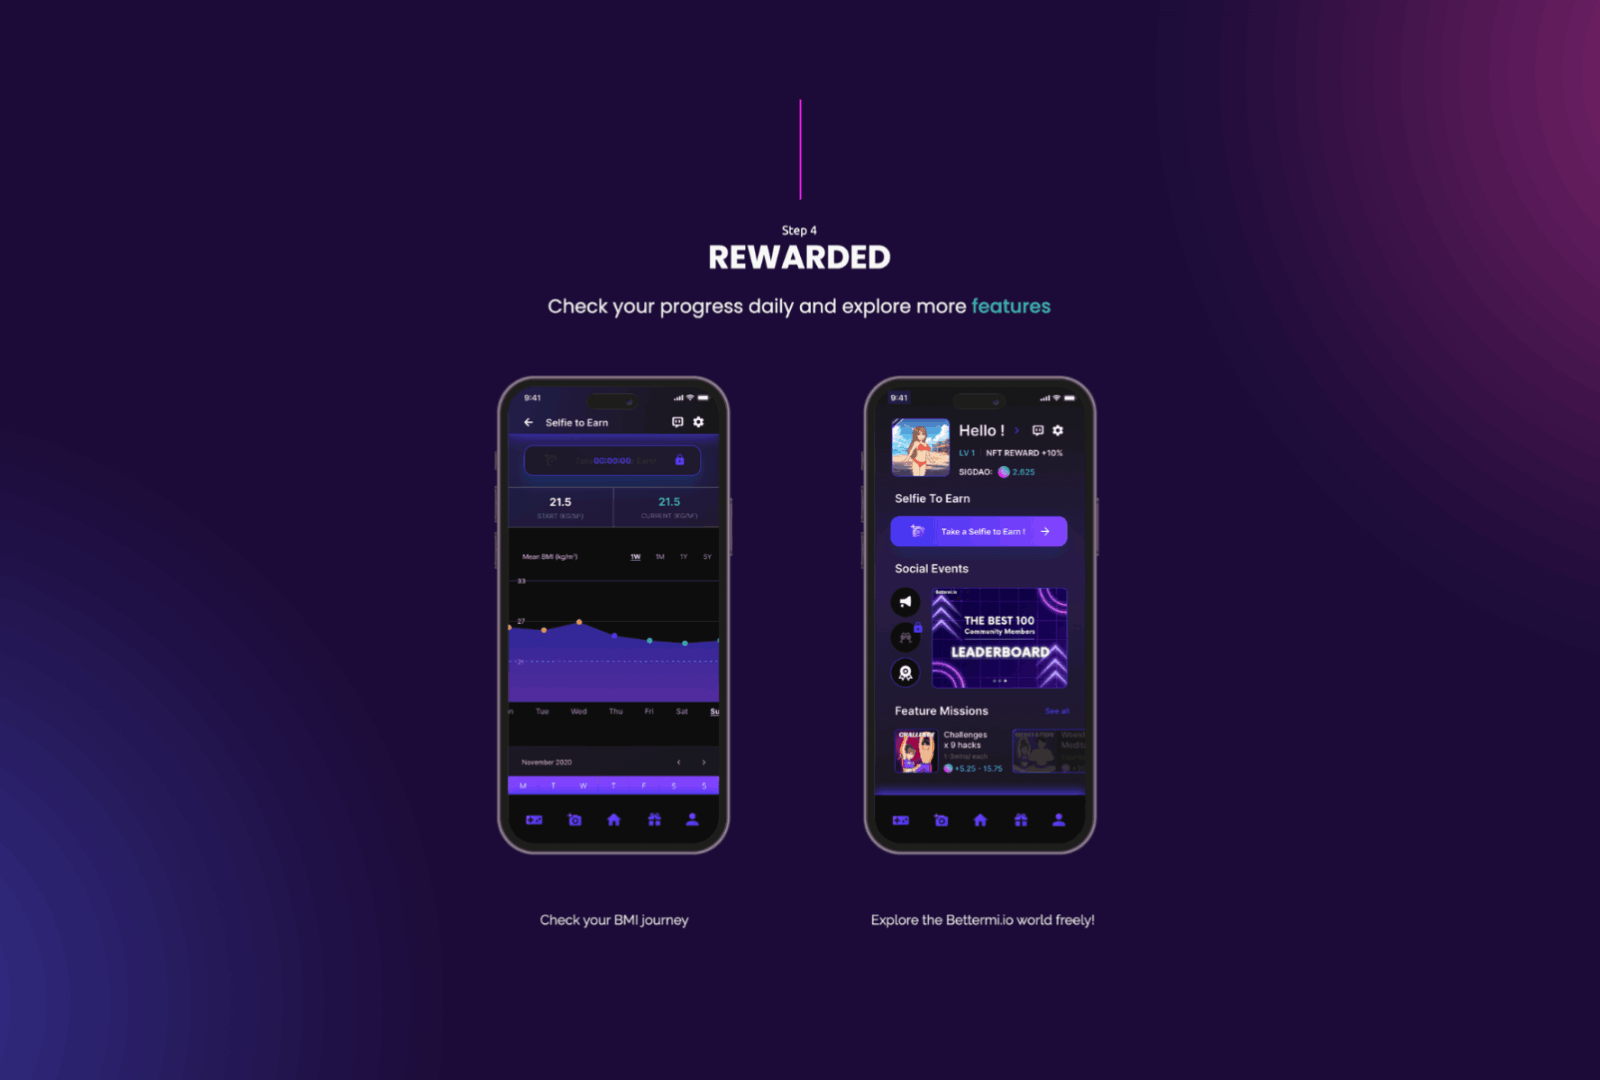 Step 4
REWARDED
Check your progress daily and explore more features
9:41
Selfie to Earn
00:00:00
21.5
21.5
START (KG/M²)
CURRENT (KG/M²)
Mean BMI (kg/m²)
1W 1M 1Y 5Y
33
27
21
Tue Wed Thu Fri Sat Su
November 2020
M T W T F S S
Check your BMI journey
9:41
Hello !
LV 1 NFT REWARD +10%
SIGDAO: 2.625
Selfie To Earn
Take a Selfie to Earn !
Social Events
Bettermi.io
THE BEST 100
Community Members
LEADERBOARD
Feature Missions
See all
CHALLENGE
Challenges
x 9 hacks
+5.25 - 15.75
Explore the Bettermi.io world freely!